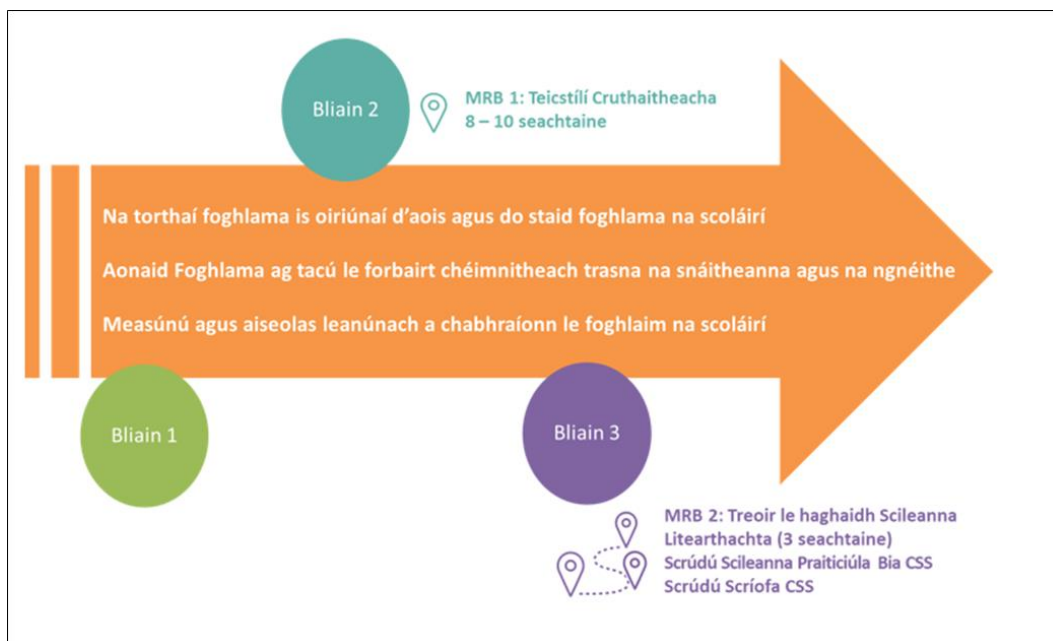 Bliain 2
MRB 1: Teicstílí Cruthaitheacha
8 – 10 seachtaine
Na torthaí foghlama is oiriúnaí d'aois agus do staid foghlama na scoláirí
Aonaid Foghlama ag tacú le forbairt chéimnitheach trasna na snáitheanna agus na ngnéithe
Measúnú agus aiseolas leanúnach a chabhraíonn le foghlaim na scoláirí
Bliain 1
Bliain 3
MRB 2: Treoir le haghaidh Scileanna
Litearthachta (3 seachtaine)
Scrúdú Scileanna Praiticiúla Bia CSS
Scrúdú Scríofa CSS